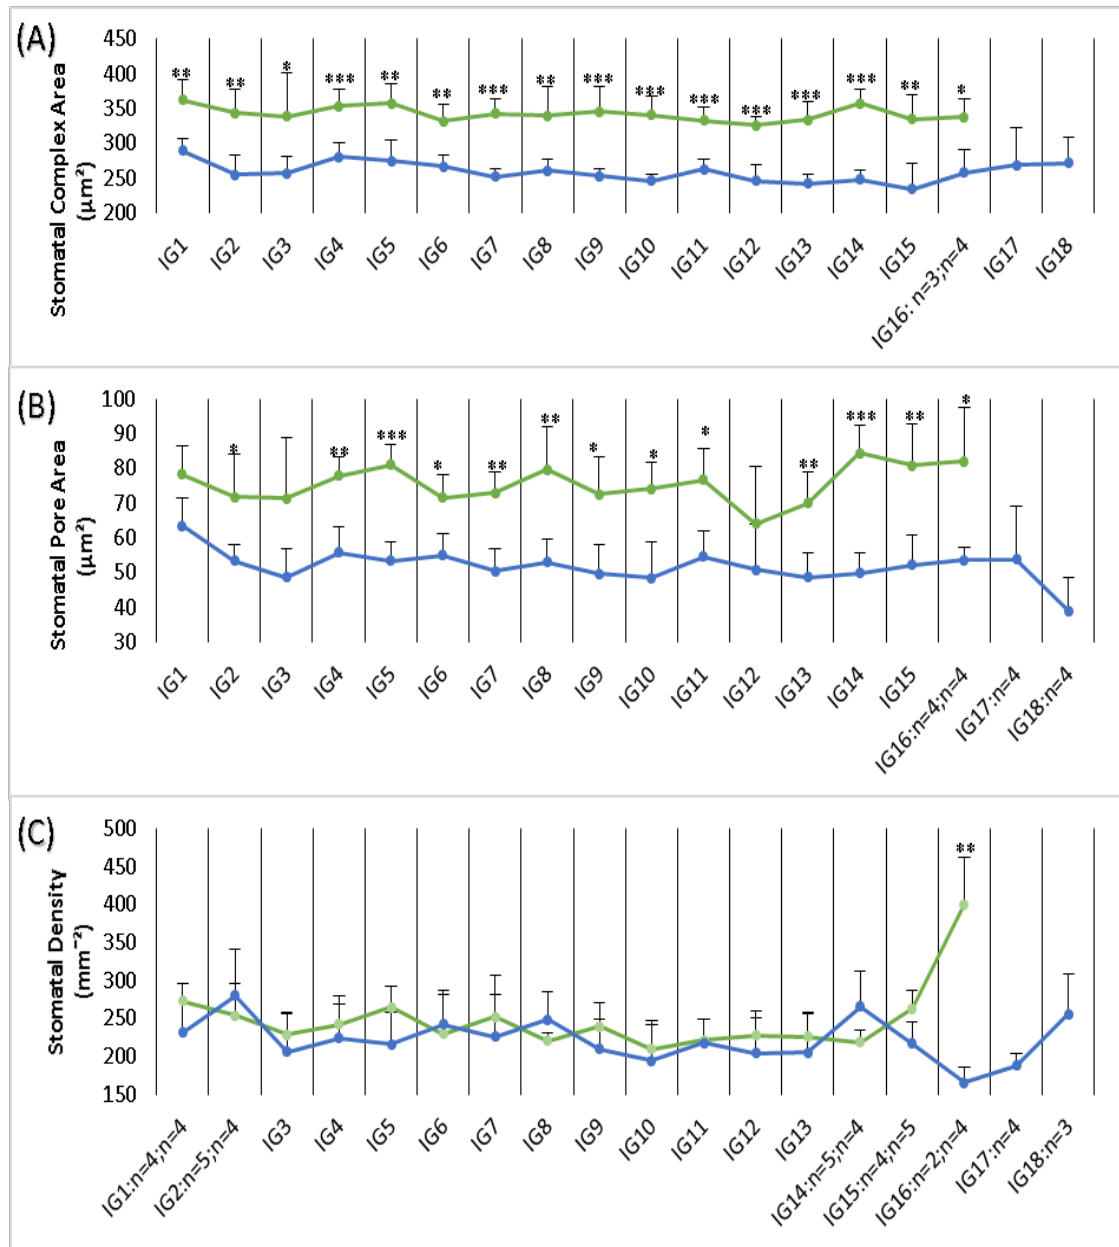 (A)
Stomatal Complex Area
(µm²)
450
400
350
300
250
200
** ** * *** ** ** *** ** *** *** *** *** *** *** ** *
IG1
IG2
IG3
IG4
IG5
IG6
IG7
IG8
IG9
IG10
IG11
IG12
IG13
IG14
IG15
IG16: n=3;n=4
IG17
IG18
(B)
Stomatal Pore Area
(µm²)
100
90
80
70
60
50
40
30
* ** *** * ** ** * * * ** *** ** *
IG1
IG2
IG3
IG4
IG5
IG6
IG7
IG8
IG9
IG10
IG11
IG12
IG13
IG14
IG15
IG16:n=4;n=4
IG17:n=4
IG18:n=4
(C)
Stomatal Density
(mm⁻²)
500
450
400
350
300
250
200
150
**
IG1:n=4;n=4
IG2:n=5;n=4
IG3
IG4
IG5
IG6
IG7
IG8
IG9
IG10
IG11
IG12
IG13
IG14:n=5;n=4
IG15:n=4;n=5
IG16:n=2;n=4
IG17:n=4
IG18:n=3